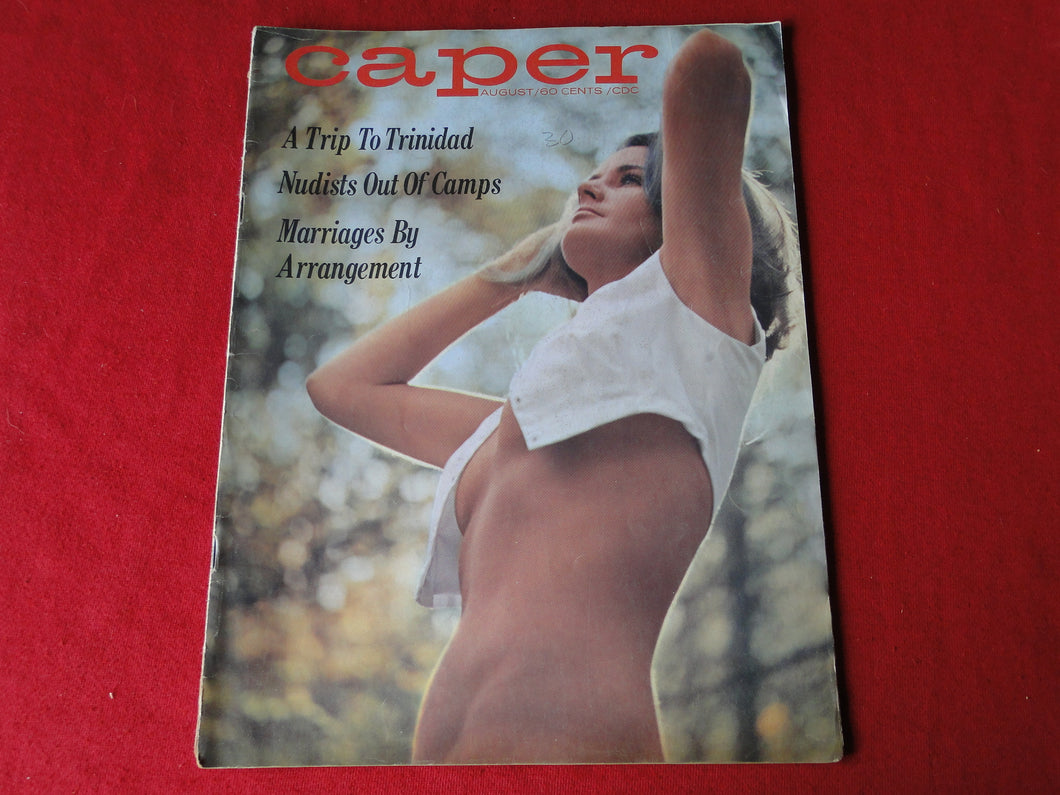 caper
AUGUST/60 CENTS /CDC
30
A Trip To Trinidad
Nudists Out Of Camps
Marriages By
Arrangement